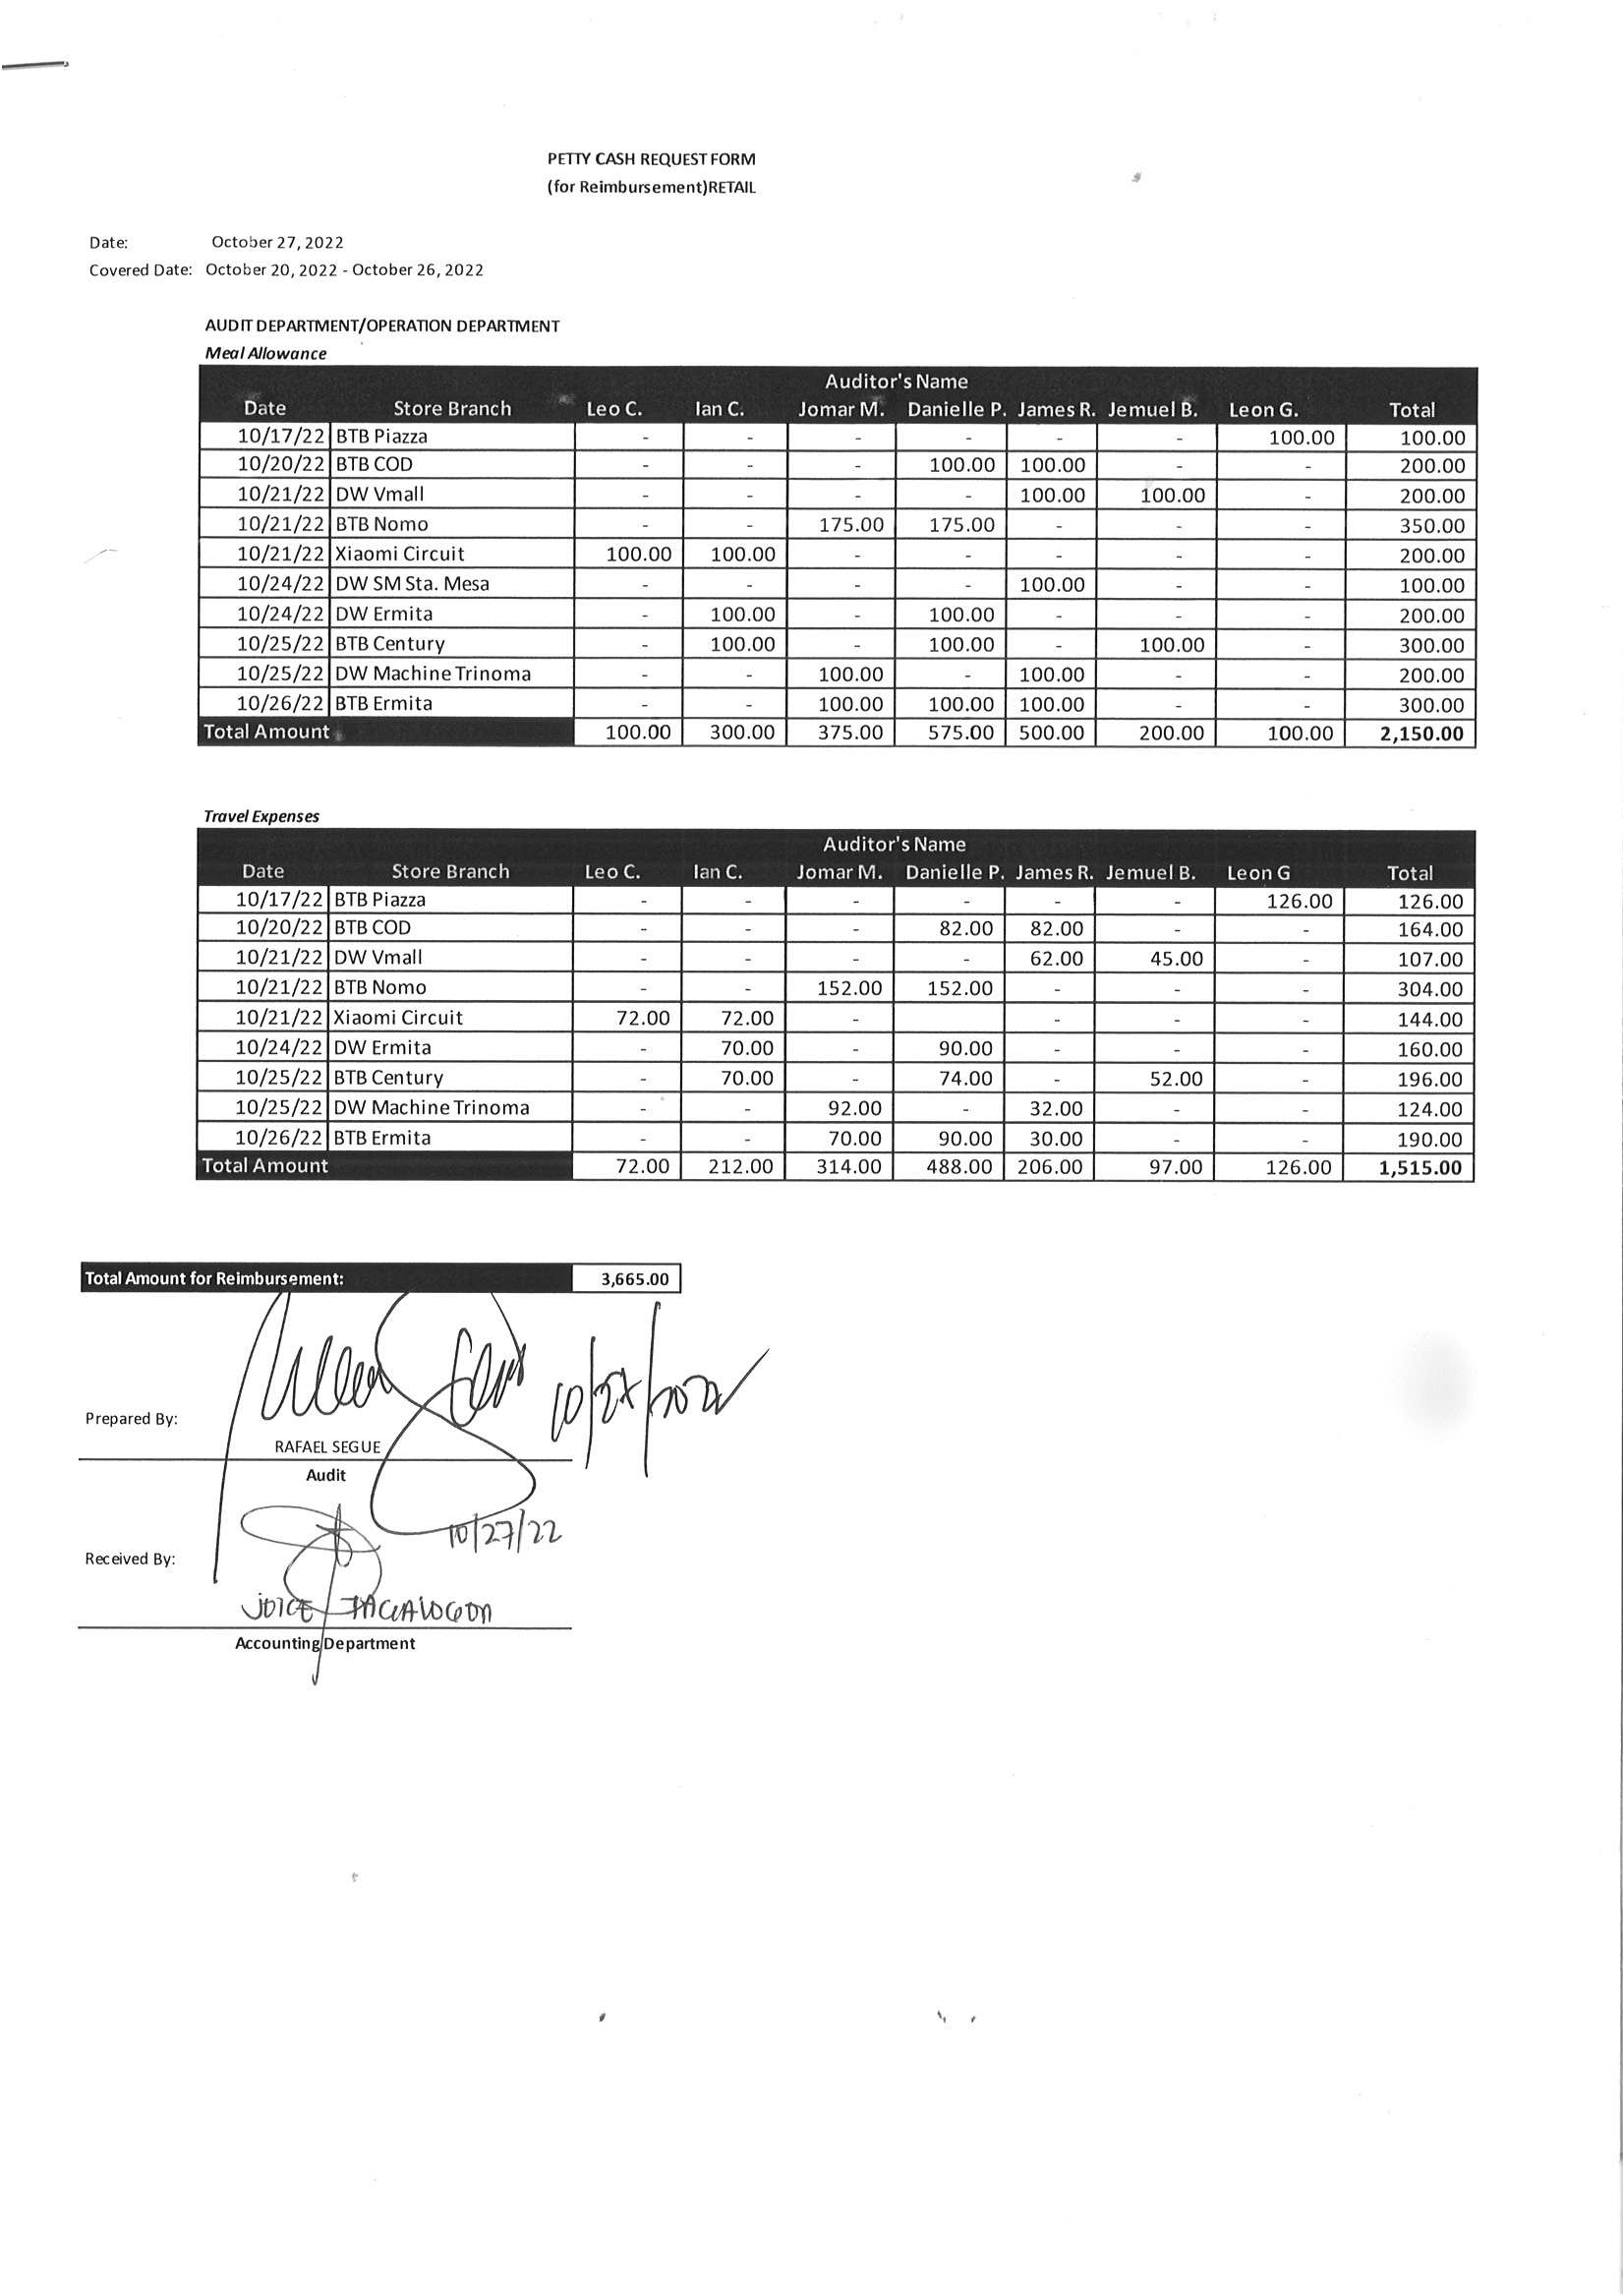 PETTY CASH REQUEST FORM
(for Reimbursement)RETAIL
Date: October 27, 2022
Covered Date: October 20, 2022 - October 26, 2022
AUDIT DEPARTMENT/OPERATION DEPARTMENT
Meal Allowance
Auditor's Name
Date Store Branch Leo C. Ian C. Jomar M. Danielle P. James R. Jemuel B. Leon G. Total
10/17/22 BTB Piazza - - - - - - 100.00 100.00
10/20/22 BTB COD - - - 100.00 100.00 - - 200.00
10/21/22 DW Vmall - - - - 100.00 100.00 - 200.00
10/21/22 BTB Nomo - - 175.00 175.00 - - - 350.00
10/21/22 Xiaomi Circuit 100.00 100.00 - - - - - 200.00
10/24/22 DW SM Sta. Mesa - - - - 100.00 - - 100.00
10/24/22 DW Ermita - 100.00 - 100.00 - - - 200.00
10/25/22 BTB Century - 100.00 - 100.00 - 100.00 - 300.00
10/25/22 DW Machine Trinoma - - 100.00 - 100.00 - - 200.00
10/26/22 BTB Ermita - - 100.00 100.00 100.00 - - 300.00
Total Amount 100.00 300.00 375.00 575.00 500.00 200.00 100.00 2,150.00
Travel Expenses
Auditor's Name
Date Store Branch Leo C. Ian C. Jomar M. Danielle P. James R. Jemuel B. Leon G Total
10/17/22 BTB Piazza - - - - - - 126.00 126.00
10/20/22 BTB COD - - - 82.00 82.00 - - 164.00
10/21/22 DW Vmall - - - - 62.00 45.00 - 107.00
10/21/22 BTB Nomo - - 152.00 152.00 - - - 304.00
10/21/22 Xiaomi Circuit 72.00 72.00 - - - - 144.00
10/24/22 DW Ermita - 70.00 - 90.00 - - - 160.00
10/25/22 BTB Century - 70.00 - 74.00 - 52.00 - 196.00
10/25/22 DW Machine Trinoma - - 92.00 - 32.00 - - 124.00
10/26/22 BTB Ermita - - 70.00 90.00 30.00 - - 190.00
Total Amount 72.00 212.00 314.00 488.00 206.00 97.00 126.00 1,515.00
Total Amount for Reimbursement: 3,665.00
10/27/2022
Prepared By:
RAFAEL SEGUE
Audit
10/27/22
Received By:
JOICE
Accounting Department